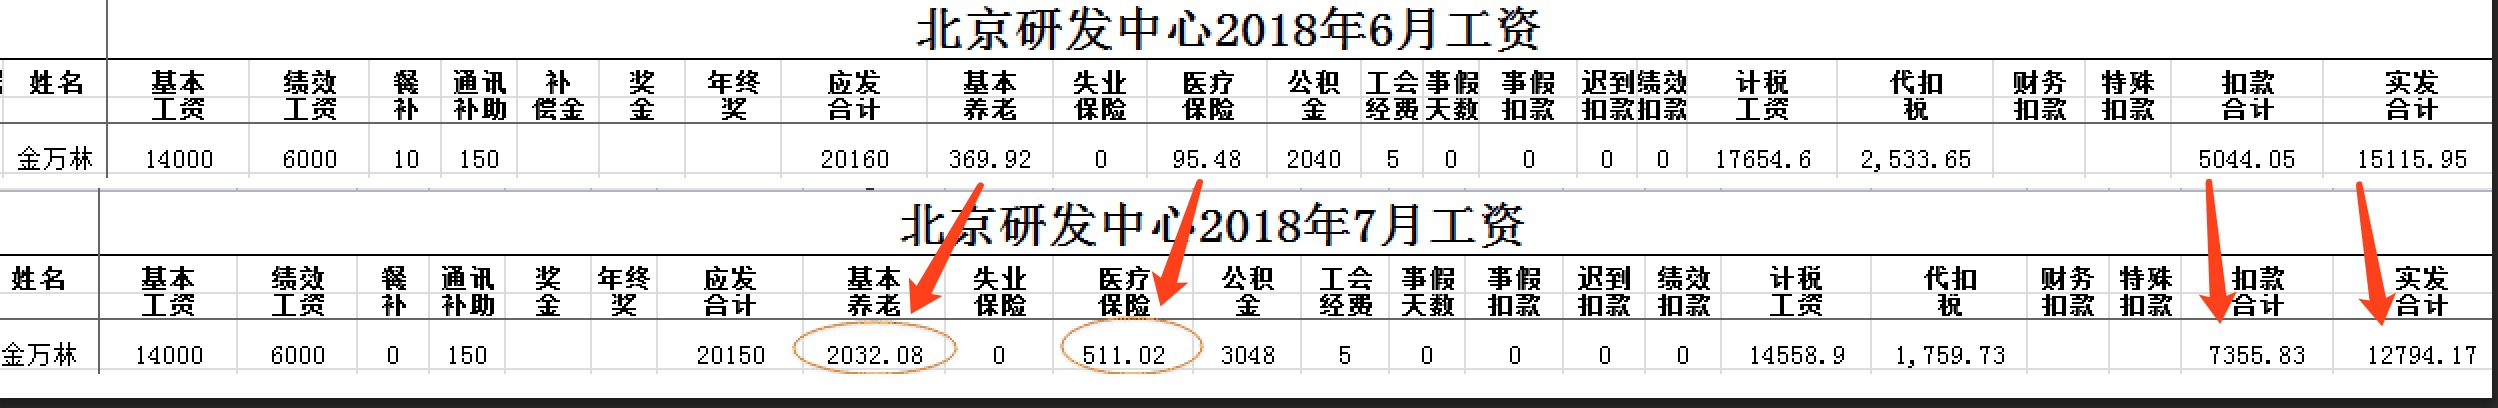 北京研发中心2018年6月工资
姓名 基本工资 绩效工资 餐补 通讯补助 补偿金 奖金 年终奖 应发合计 基本养老 失业保险 医疗保险 公积金 工会经费 事假天数 事假扣款 迟到扣款 绩效扣款 计税工资 代扣税 财务扣款 特殊扣款 扣款合计 实发合计
金万林 14000 6000 10 150 20160 369.92 0 95.48 2040 5 0 0 0 0 17654.6 2,533.65 5044.05 15115.95
北京研发中心2018年7月工资
姓名 基本工资 绩效工资 餐补 通讯补助 奖金 年终奖 应发合计 基本养老 失业保险 医疗保险 公积金 工会经费 事假天数 事假扣款 迟到扣款 绩效扣款 计税工资 代扣税 财务扣款 特殊扣款 扣款合计 实发合计
金万林 14000 6000 0 150 20150 2032.08 0 511.02 3048 5 0 0 0 0 14558.9 1,759.73 7355.83 12794.17